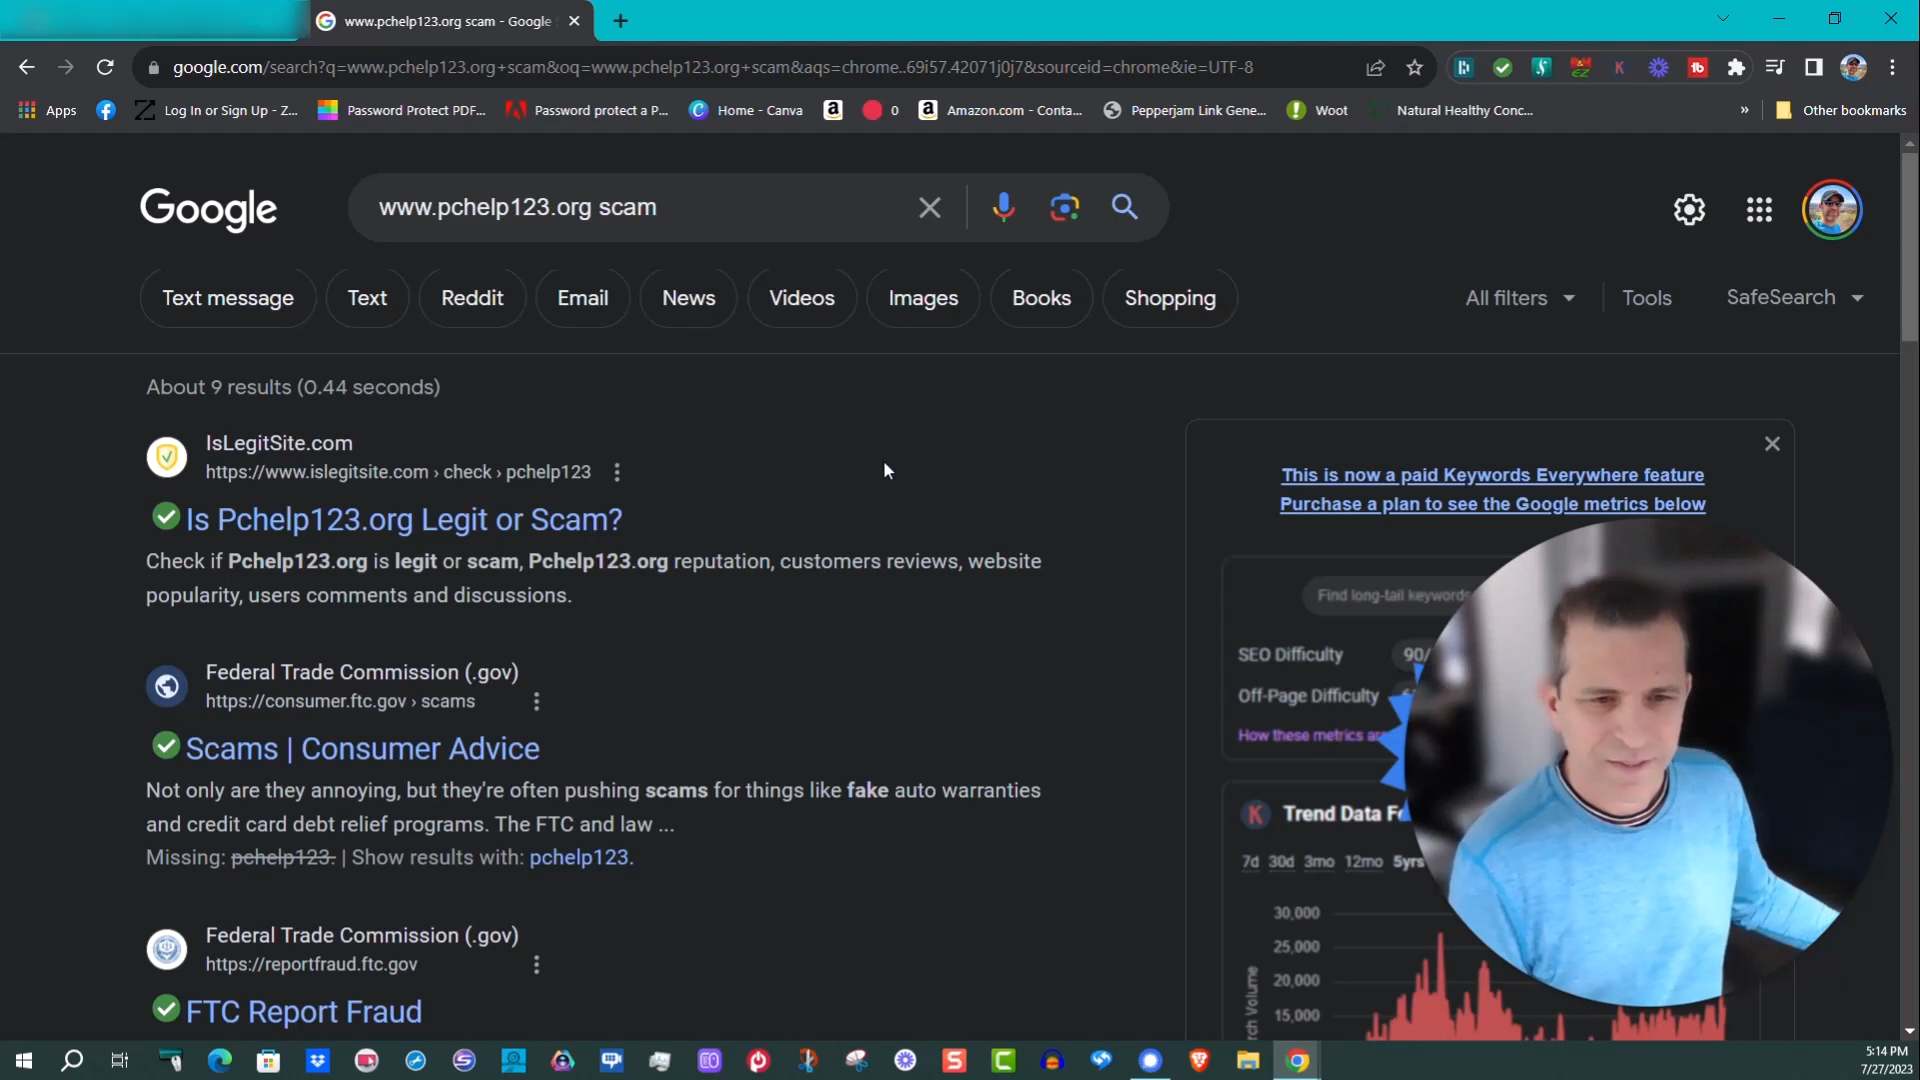 www.pchelp123.org scam - Google
google.com/search?q=www.pchelp123.org+scam&oq=www.pchelp123.org+scam&aqs=chrome..69i57.42071j0j7&sourceid=chrome&ie=UTF-8
Apps Log In or Sign Up - Z... Password Protect PDF... Password protect a P... Home - Canva 0 Amazon.com - Conta... Pepperjam Link Gene... Woot Natural Healthy Conc... » Other bookmarks
Google www.pchelp123.org scam
Text message Text Reddit Email News Videos Images Books Shopping All filters Tools SafeSearch
About 9 results (0.44 seconds)
IsLegitSite.com
https://www.islegitsite.com › check › pchelp123
Is Pchelp123.org Legit or Scam?
Check if Pchelp123.org is legit or scam, Pchelp123.org reputation, customers reviews, website
popularity, users comments and discussions.
Federal Trade Commission (.gov)
https://consumer.ftc.gov › scams
Scams | Consumer Advice
Not only are they annoying, but they're often pushing scams for things like fake auto warranties
and credit card debt relief programs. The FTC and law ...
Missing: pchelp123. | Show results with: pchelp123.
Federal Trade Commission (.gov)
https://reportfraud.ftc.gov
FTC Report Fraud
This is now a paid Keywords Everywhere feature
Purchase a plan to see the Google metrics below
Find long-tail keywords
SEO Difficulty 90/
Off-Page Difficulty
How these metrics
K Trend Data
7d 30d 3mo 12mo 5yrs
30,000
25,000
20,000
15,000
Volume
5:14 PM
7/27/2023